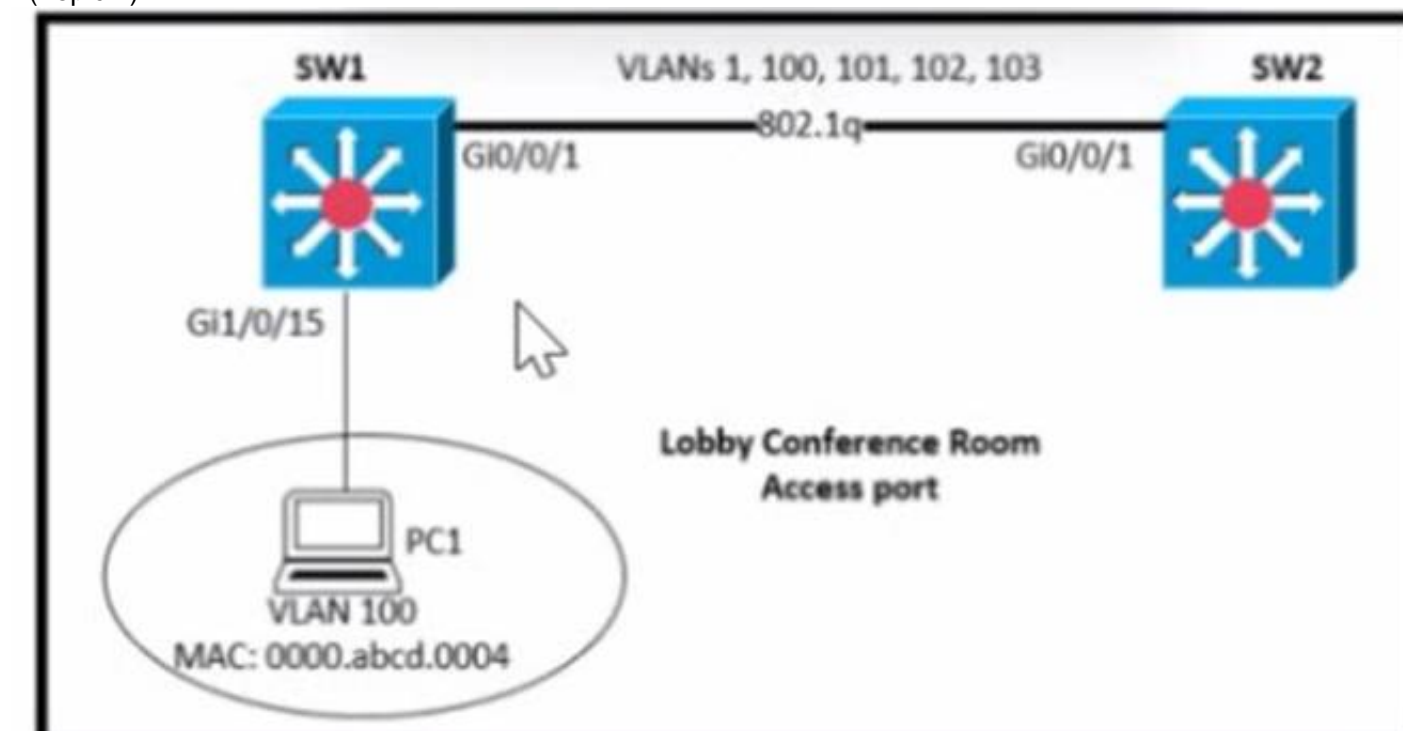 SW1
VLANs 1, 100, 101, 102, 103
SW2
802.1q
Gi0/0/1
Gi0/0/1
Gi1/0/15
Lobby Conference Room
Access port
PC1
VLAN 100
MAC: 0000.abcd.0004